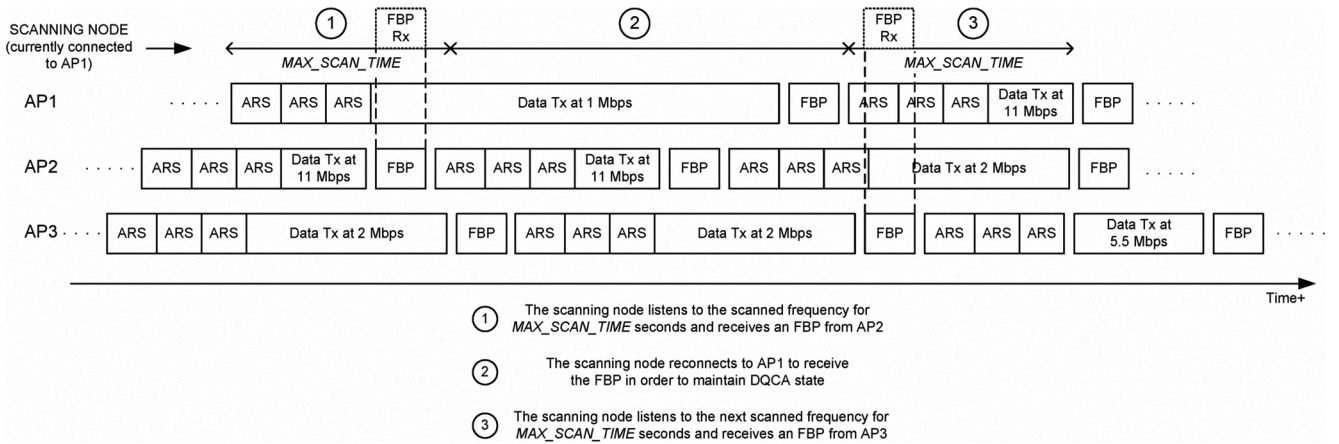 SCANNING NODE
(currently connected
to AP1)
1
FBP
Rx
2
FBP
Rx
3
MAX_SCAN_TIME
MAX_SCAN_TIME
AP1
. . . . .
ARS ARS ARS Data Tx at 1 Mbps FBP ARS ARS ARS Data Tx at
11 Mbps
FBP
. . . . .
AP2
. . . . .
ARS ARS ARS Data Tx at
11 Mbps
FBP ARS ARS ARS Data Tx at
11 Mbps
FBP ARS ARS ARS Data Tx at 2 Mbps FBP
. . . . .
AP3
. . . . .
ARS ARS ARS Data Tx at 2 Mbps FBP ARS ARS ARS Data Tx at 2 Mbps FBP ARS ARS ARS Data Tx at
5.5 Mbps
FBP
. . . . .
Time+
1
The scanning node listens to the scanned frequency for
MAX_SCAN_TIME seconds and receives an FBP from AP2
2
The scanning node reconnects to AP1 to receive
the FBP in order to maintain DQCA state
3
The scanning node listens to the next scanned frequency for
MAX_SCAN_TIME seconds and receives an FBP from AP3